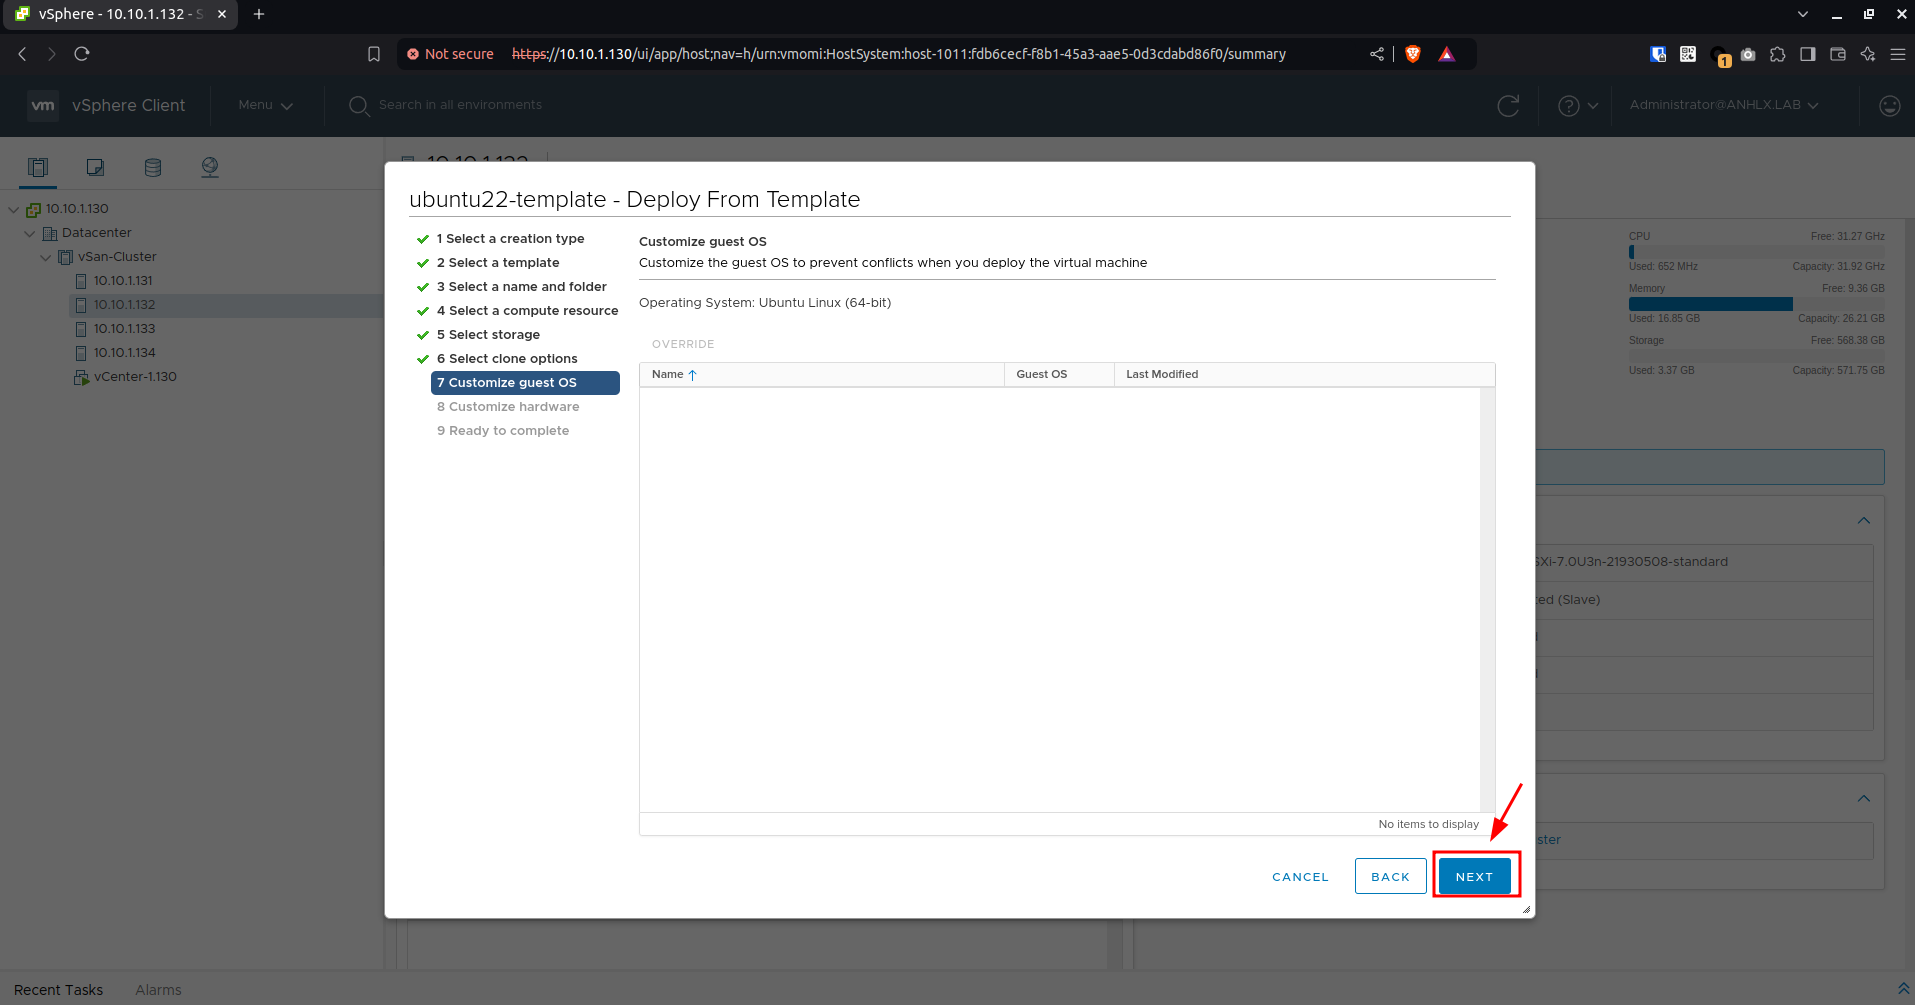 vSphere - 10.10.1.132 - S
Not secure https://10.10.1.130/ui/app/host;nav=h/urn:vmomi:HostSystem:host-1011:fdb6cecf-f8b1-45a3-aae5-0d3cdabd86f0/summary
1
vm vSphere Client Menu Search in all environments Administrator@ANHLX.LAB
10.10.1.130
Datacenter
vSan-Cluster
10.10.1.131
10.10.1.132
10.10.1.133
10.10.1.134
vCenter-1.130
10.10.1.132
ubuntu22-template - Deploy From Template
1 Select a creation type
2 Select a template
3 Select a name and folder
4 Select a compute resource
5 Select storage
6 Select clone options
7 Customize guest OS
8 Customize hardware
9 Ready to complete
Customize guest OS
Customize the guest OS to prevent conflicts when you deploy the virtual machine
Operating System: Ubuntu Linux (64-bit)
OVERRIDE
Name Guest OS Last Modified
No items to display
CANCEL BACK NEXT
CPU Free: 31.27 GHz
Used: 652 MHz Capacity: 31.92 GHz
Memory Free: 9.36 GB
Used: 16.85 GB Capacity: 26.21 GB
Storage Free: 568.38 GB
Used: 3.37 GB Capacity: 571.75 GB
SXi-7.0U3n-21930508-standard
ted (Slave)
ster
Recent Tasks Alarms